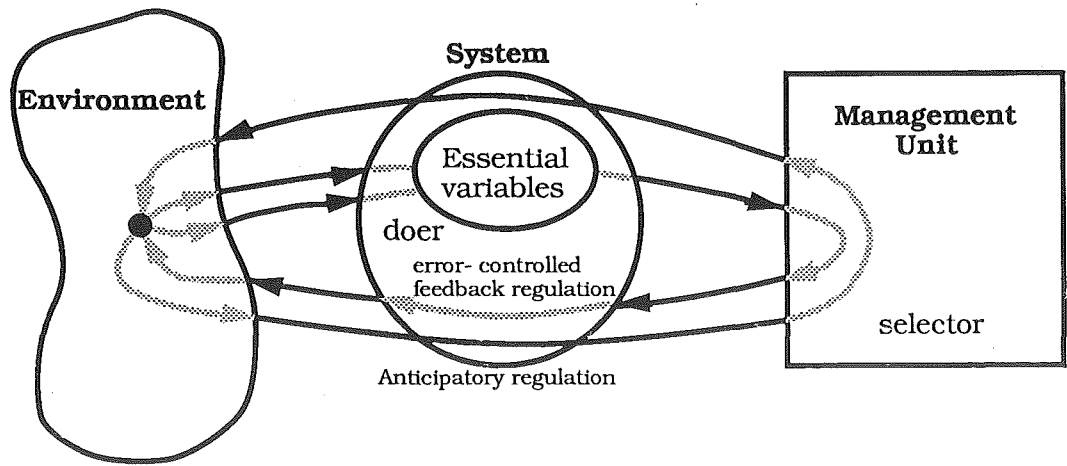 System
Environment
Management
Unit
Essential
variables
doer
error- controlled
feedback regulation
selector
Anticipatory regulation